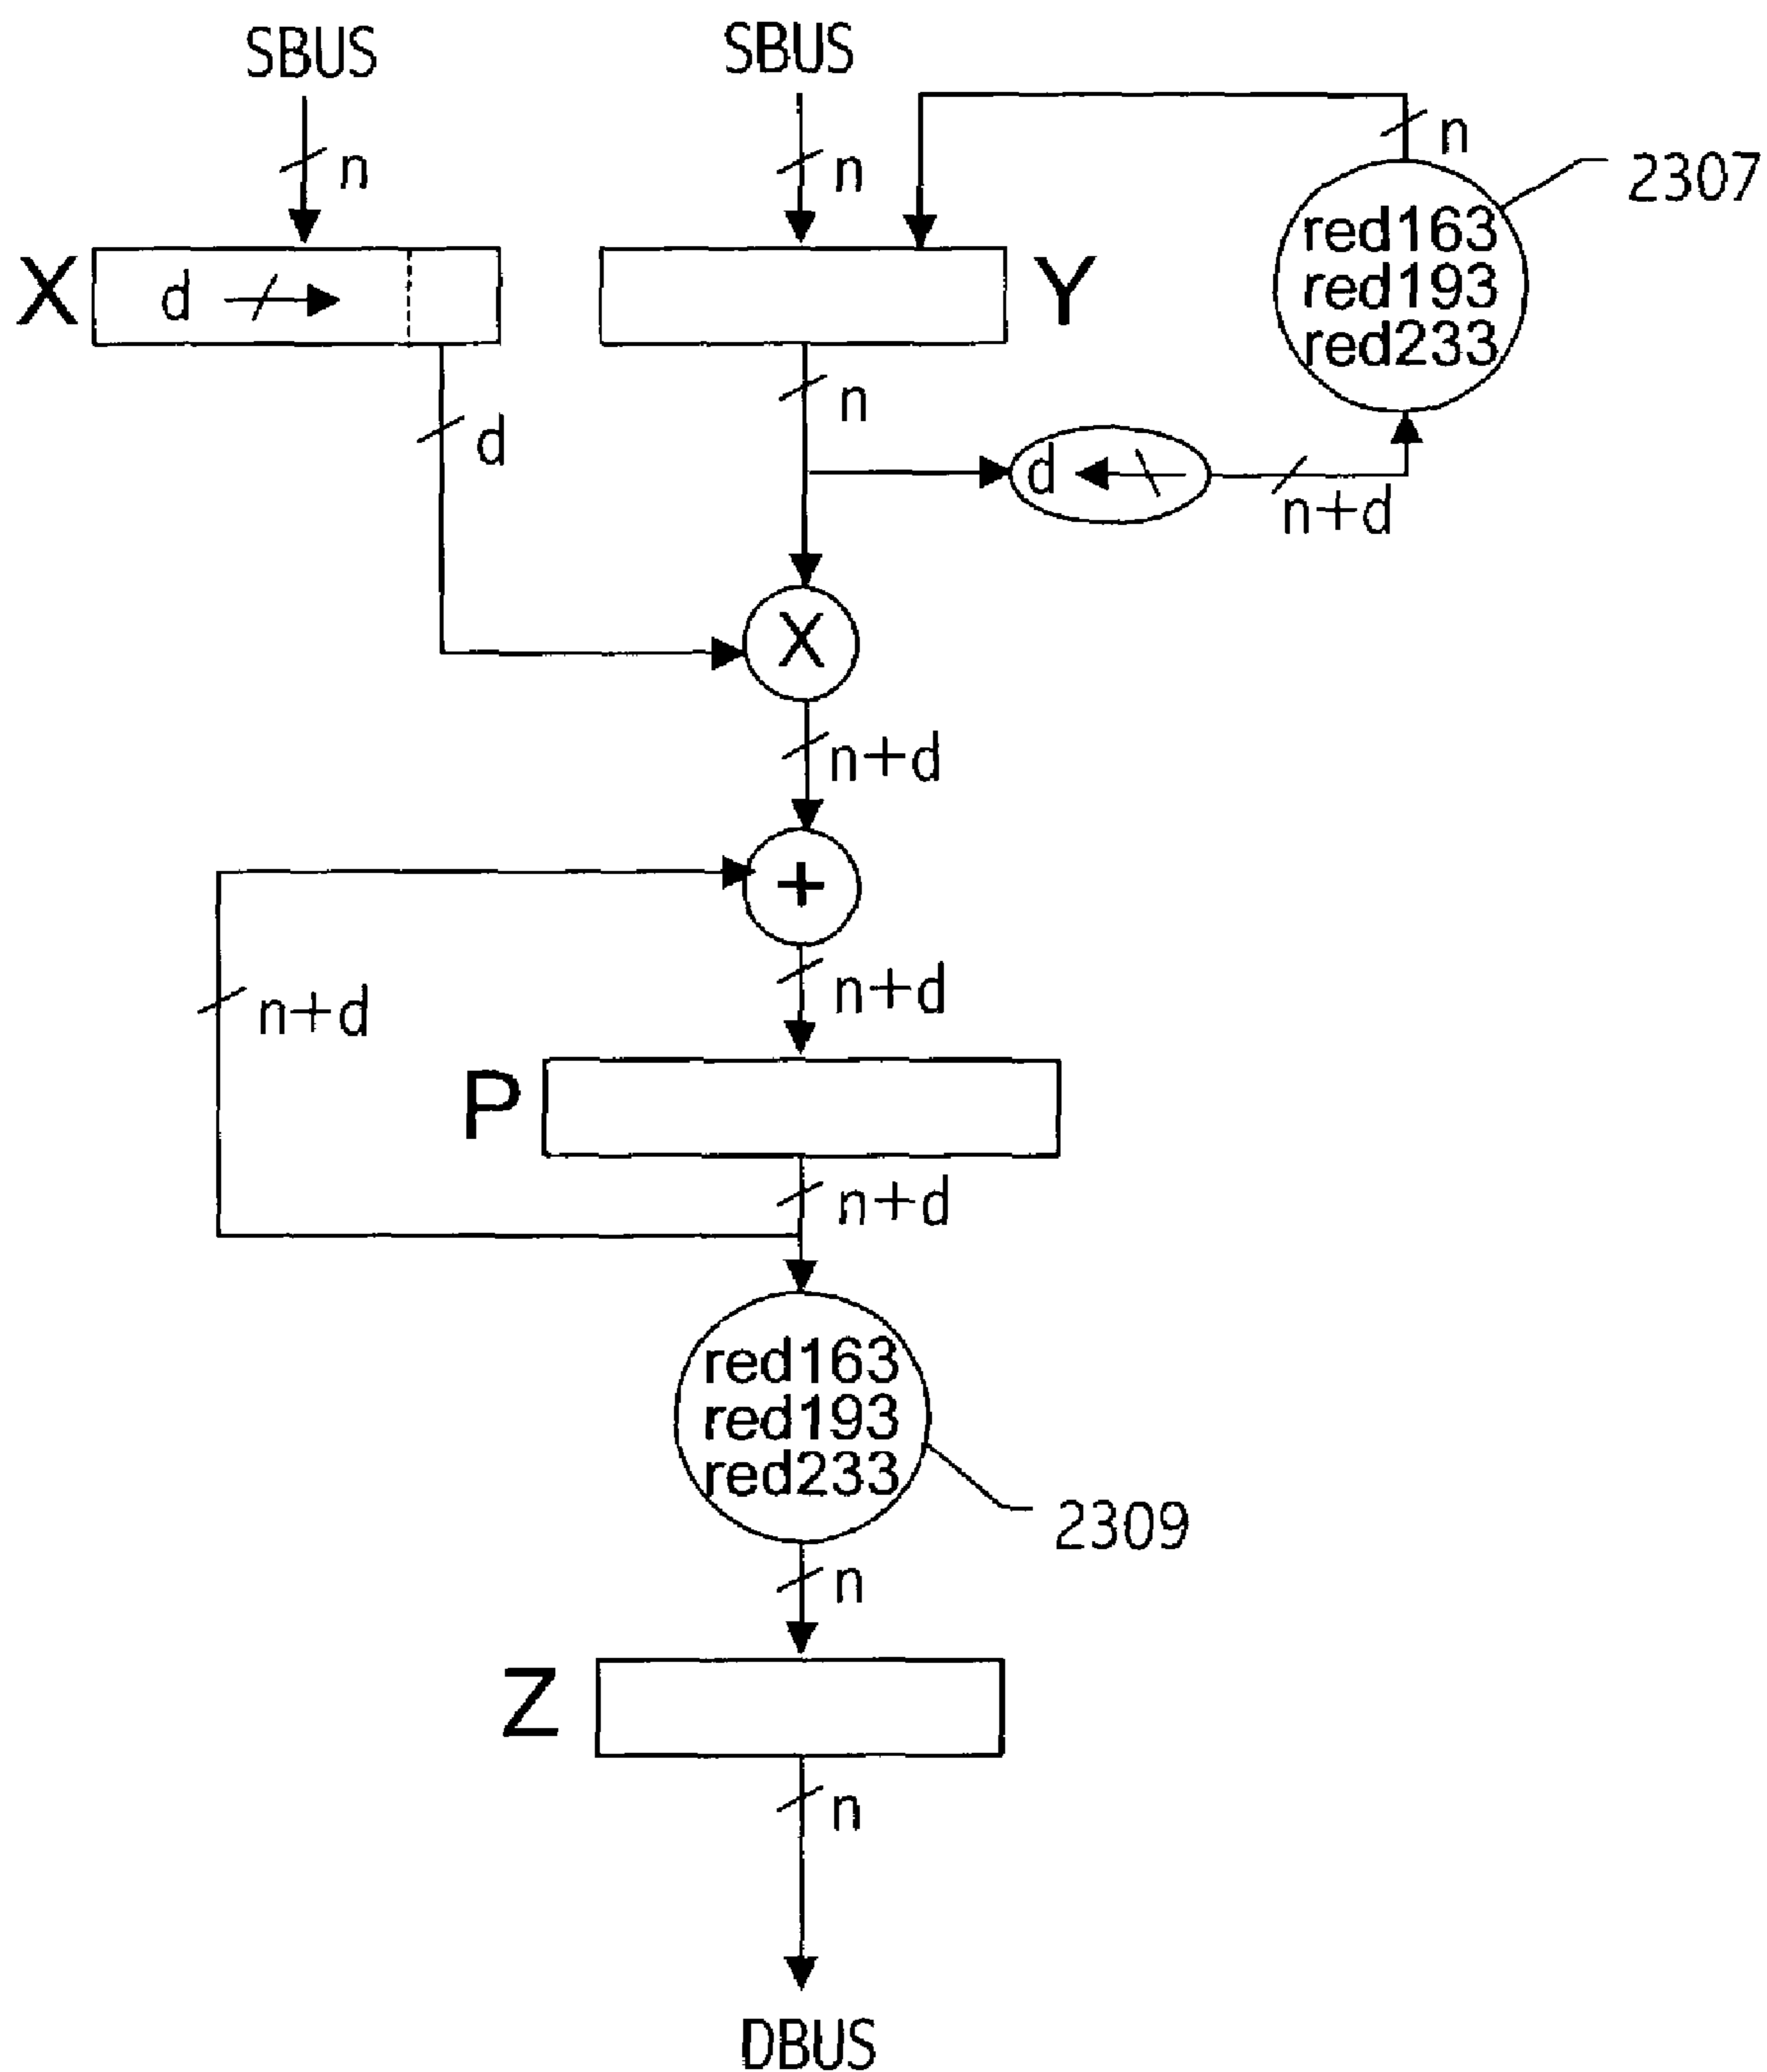 SBUS
SBUS
n
n
n
2307
red163
red193
red233
X
d
Y
n
d
d
n+d
X
n+d
+
n+d
n+d
P
n+d
red163
red193
red233
2309
n
Z
n
DBUS